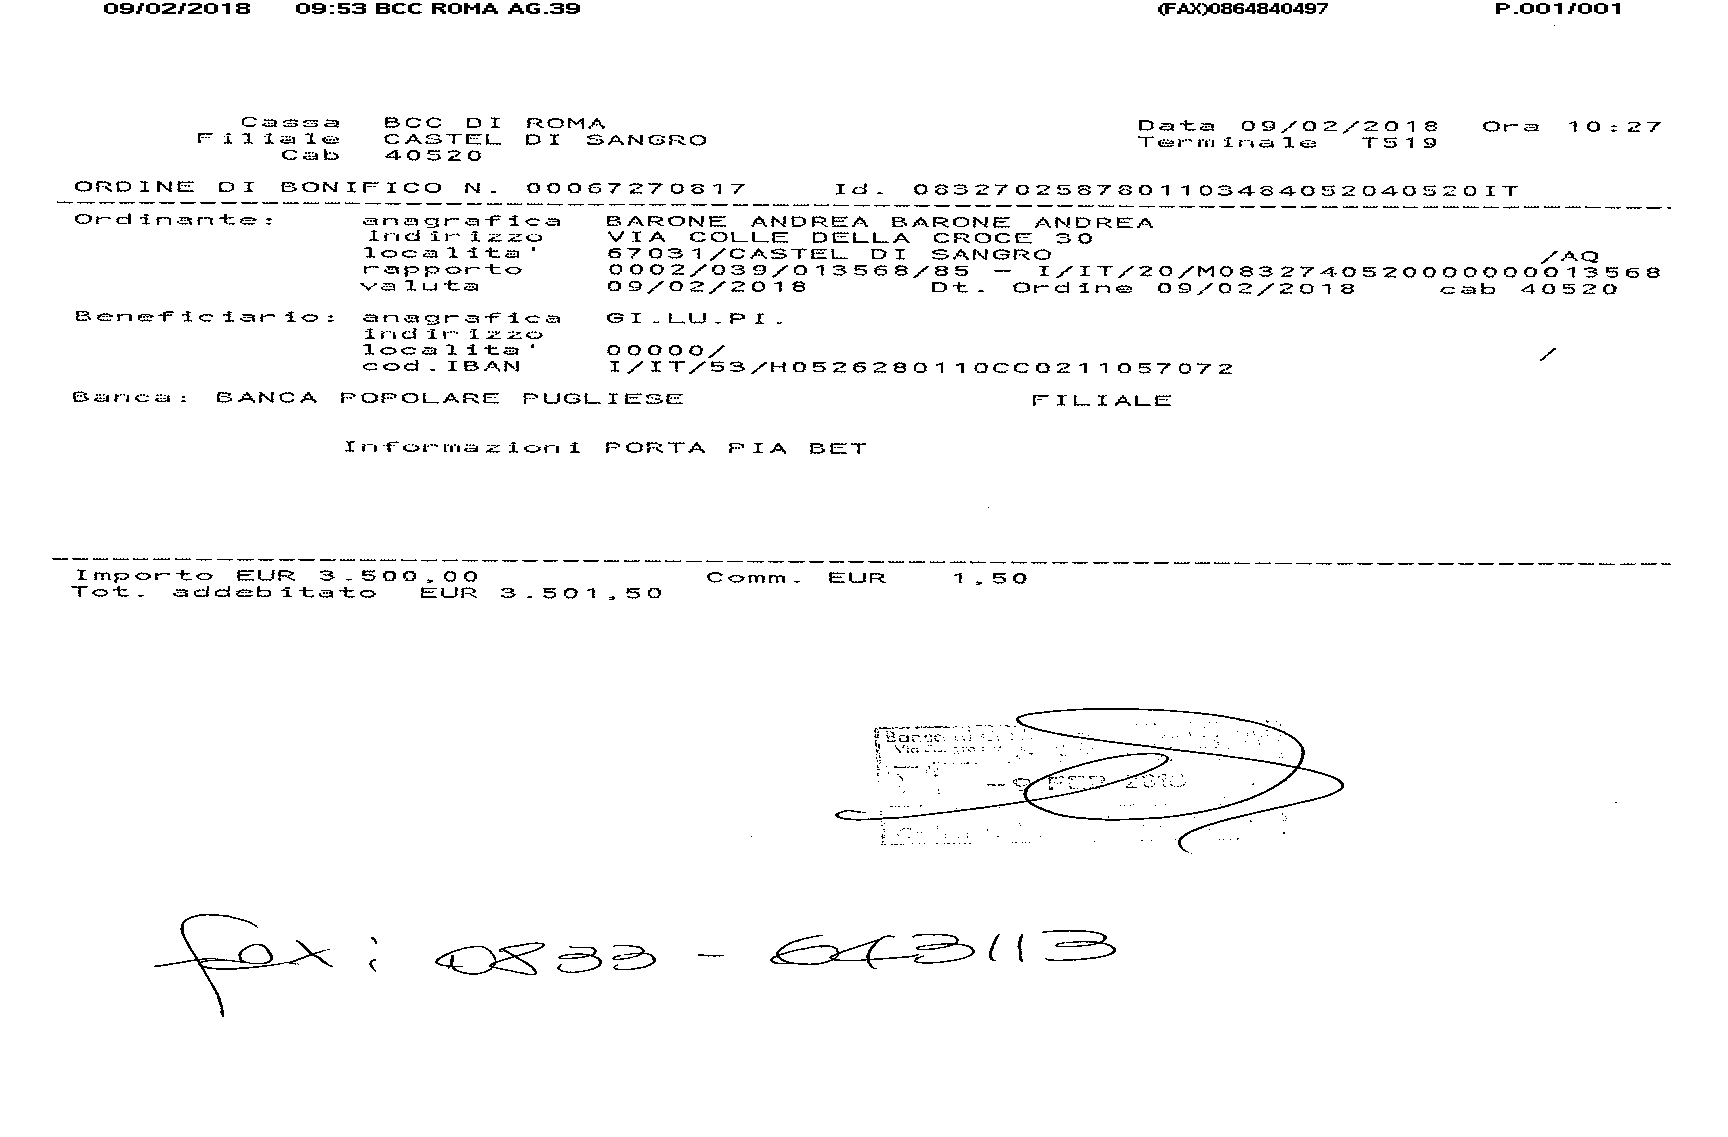 09/02/2018 09:53 BCC ROMA AG.39 (FAX)0864840497 P.001/001
Cassa BCC DI ROMA Data 09/02/2018 Ora 10:27
Filiale CASTEL DI SANGRO Terminale T519
Cab 40520
ORDINE DI BONIFICO N. 00067270817 Id. 0832702587801103484052040520IT
Ordinante: anagrafica BARONE ANDREA BARONE ANDREA
indirizzo VIA COLLE DELLA CROCE 30
localita' 67031/CASTEL DI SANGRO /AQ
rapporto 0002/039/013568/85 - I/IT/20/M0832740520000000013568
valuta 09/02/2018 Dt. Ordine 09/02/2018 cab 40520
Beneficiario: anagrafica GI.LU.PI.
indirizzo
localita' 00000/ /
cod.IBAN I/IT/53/H0526280110CC0211057072
Banca: BANCA POPOLARE PUGLIESE FILIALE
Informazioni PORTA PIA BET
Importo EUR 3.500,00 Comm. EUR 1,50
Tot. addebitato EUR 3.501,50
-9 FEB
fax: 0833 - 643113